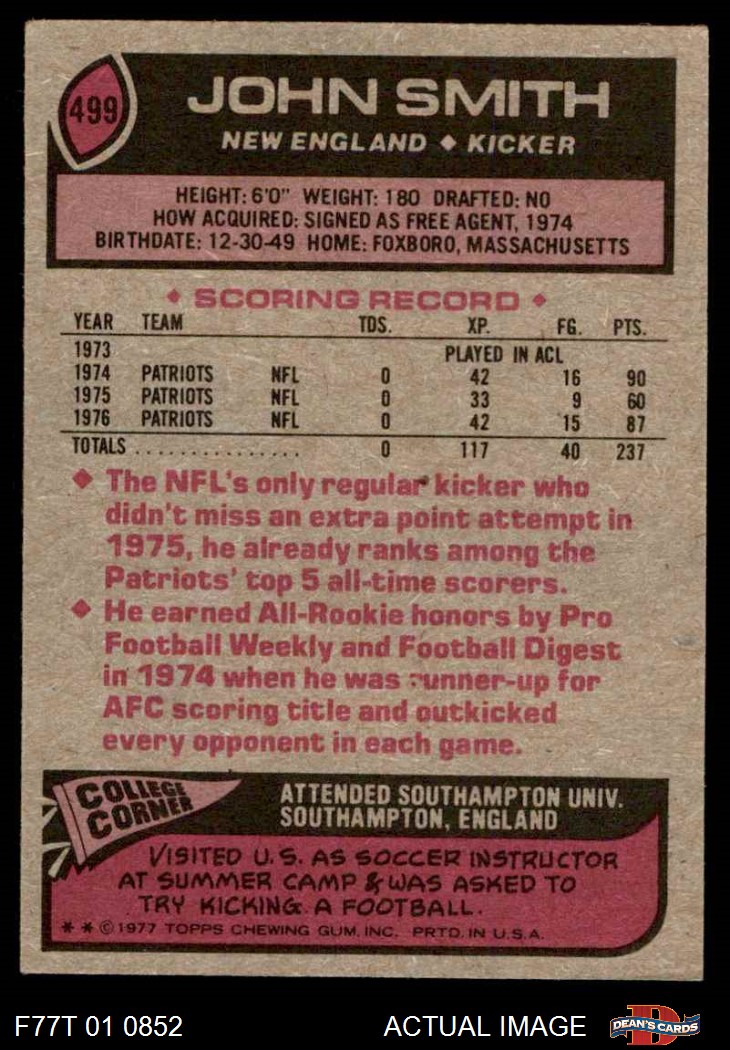 499
JOHN SMITH
NEW ENGLAND ♦ KICKER
HEIGHT: 6'0" WEIGHT: 180 DRAFTED: NO
HOW ACQUIRED: SIGNED AS FREE AGENT, 1974
BIRTHDATE: 12-30-49 HOME: FOXBORO, MASSACHUSETTS
♦ SCORING RECORD ♦
YEAR TEAM TDS. XP. FG. PTS.
1973 PLAYED IN ACL
1974 PATRIOTS NFL 0 42 16 90
1975 PATRIOTS NFL 0 33 9 60
1976 PATRIOTS NFL 0 42 15 87
TOTALS ................ 0 117 40 237
♦ The NFL's only regular kicker who
didn't miss an extra point attempt in
1975, he already ranks among the
Patriots' top 5 all-time scorers.
♦ He earned All-Rookie honors by Pro
Football Weekly and Football Digest
in 1974 when he was runner-up for
AFC scoring title and outkicked
every opponent in each game.
COLLEGE
CORNER
ATTENDED SOUTHAMPTON UNIV.
SOUTHAMPTON, ENGLAND
VISITED U.S. AS SOCCER INSTRUCTOR
AT SUMMER CAMP & WAS ASKED TO
TRY KICKING A FOOTBALL.
* * © 1977 TOPPS CHEWING GUM, INC. PRTD. IN U.S.A.
F77T 01 0852 ACTUAL IMAGE
D
DEAN'S CARDS